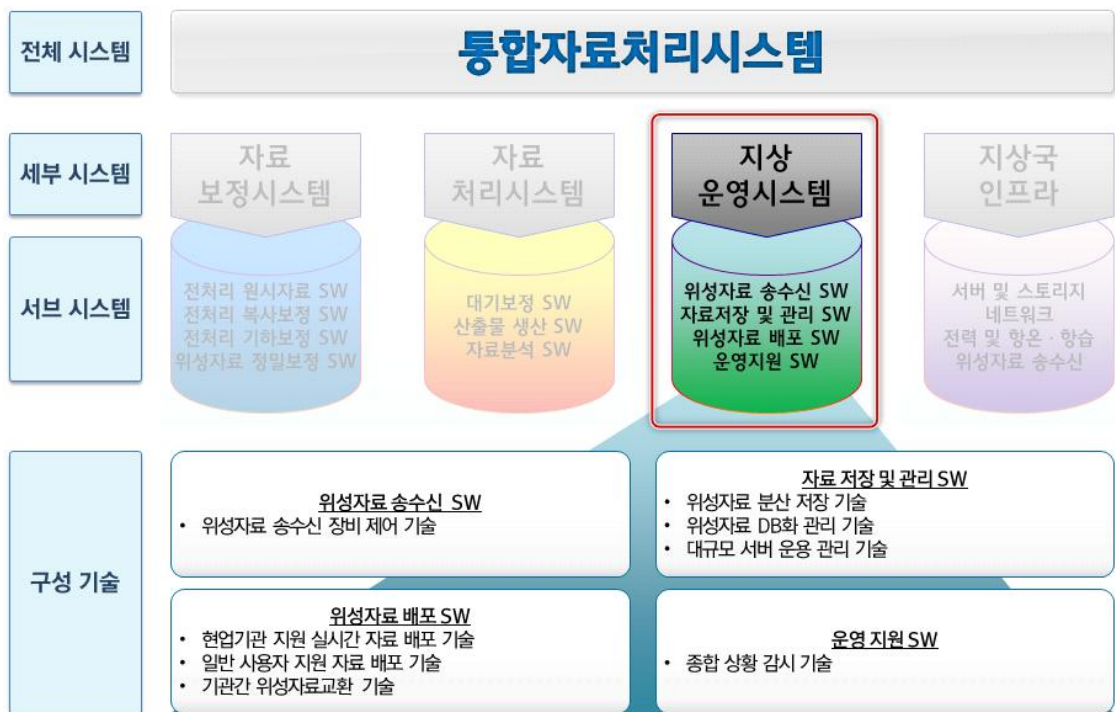 전체 시스템
통합자료처리시스템
세부 시스템
자료
보정시스템
자료
처리시스템
지상
운영시스템
지상국
인프라
서브 시스템
전처리 원시자료 SW
전처리 복사보정 SW
전처리 기하보정 SW
위성자료 정밀보정 SW
대기보정 SW
산출물 생산 SW
자료분석 SW
위성자료 송수신 SW
자료저장 및 관리 SW
위성자료 배포 SW
운영지원 SW
서버 및 스토리지
네트워크
전력 및 항온 · 항습
위성자료 송수신
구성 기술
위성자료 송수신 SW
• 위성자료 송수신 장비 제어 기술
자료 저장 및 관리 SW
• 위성자료 분산 저장 기술
• 위성자료 DB화 관리 기술
• 대규모 서버 운용 관리 기술
위성자료 배포 SW
• 현업기관 지원 실시간 자료 배포 기술
• 일반 사용자 지원 자료 배포 기술
• 기관간 위성자료교환 기술
운영 지원 SW
• 종합 상황 감시 기술